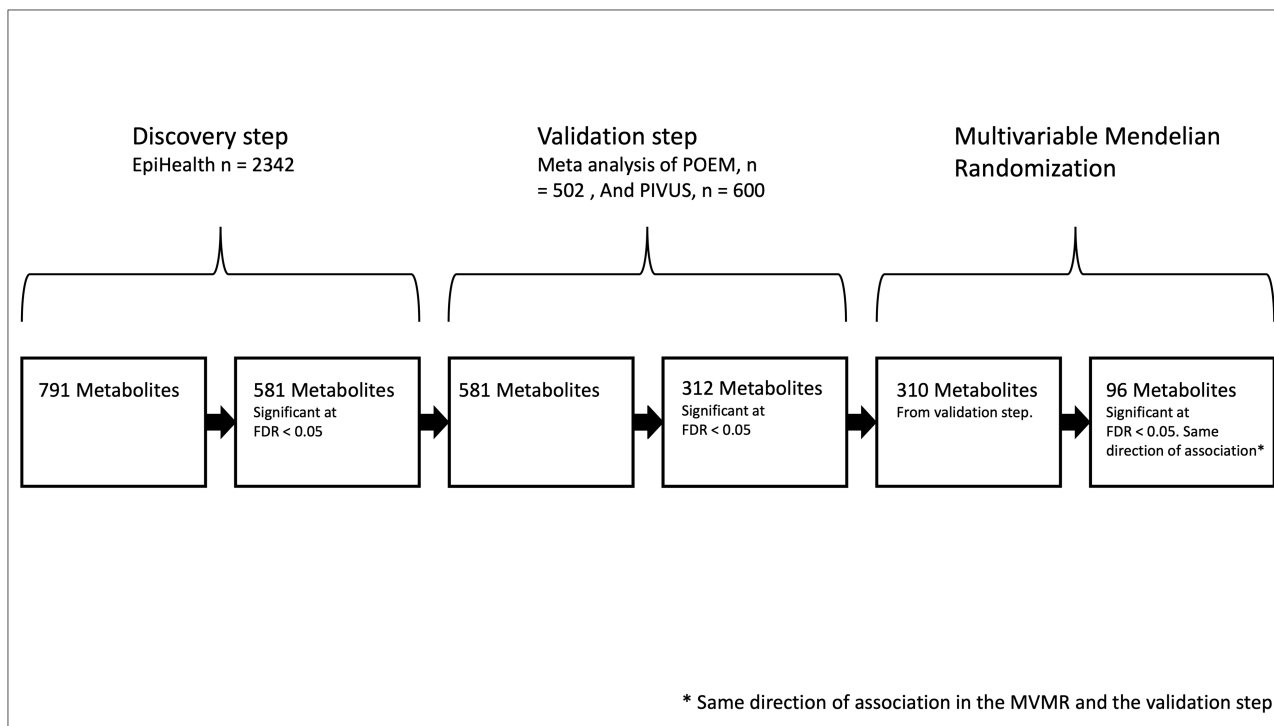 Discovery step
EpiHealth n = 2342
Validation step
Meta analysis of POEM, n
= 502 , And PIVUS, n = 600
Multivariable Mendelian
Randomization
791 Metabolites
581 Metabolites
Significant at
FDR < 0.05
581 Metabolites
312 Metabolites
Significant at
FDR < 0.05
310 Metabolites
From validation step.
96 Metabolites
Significant at
FDR < 0.05. Same
direction of association*
* Same direction of association in the MVMR and the validation step